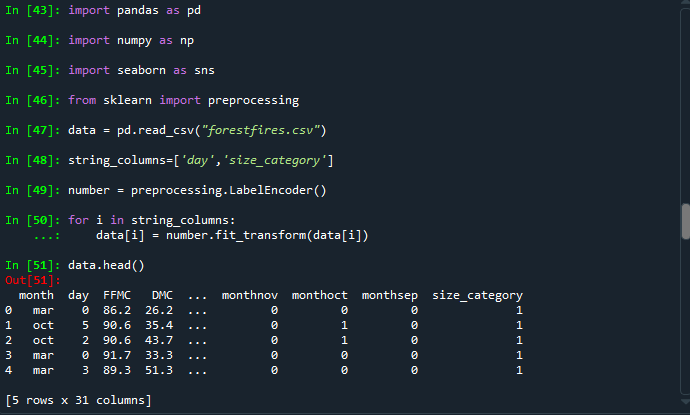 In [43]: import pandas as pd
In [44]: import numpy as np
In [45]: import seaborn as sns
In [46]: from sklearn import preprocessing
In [47]: data = pd.read_csv("forestfires.csv")
In [48]: string_columns=['day','size_category']
In [49]: number = preprocessing.LabelEncoder()
In [50]: for i in string_columns:
    ...:     data[i] = number.fit_transform(data[i])
In [51]: data.head()
Out[51]:
  month  day  FFMC   DMC  ...  monthnov  monthoct  monthsep  size_category
0   mar    0  86.2  26.2  ...         0         0         0              1
1   oct    5  90.6  35.4  ...         0         1         0              1
2   oct    2  90.6  43.7  ...         0         1         0              1
3   mar    0  91.7  33.3  ...         0         0         0              1
4   mar    3  89.3  51.3  ...         0         0         0              1
[5 rows x 31 columns]